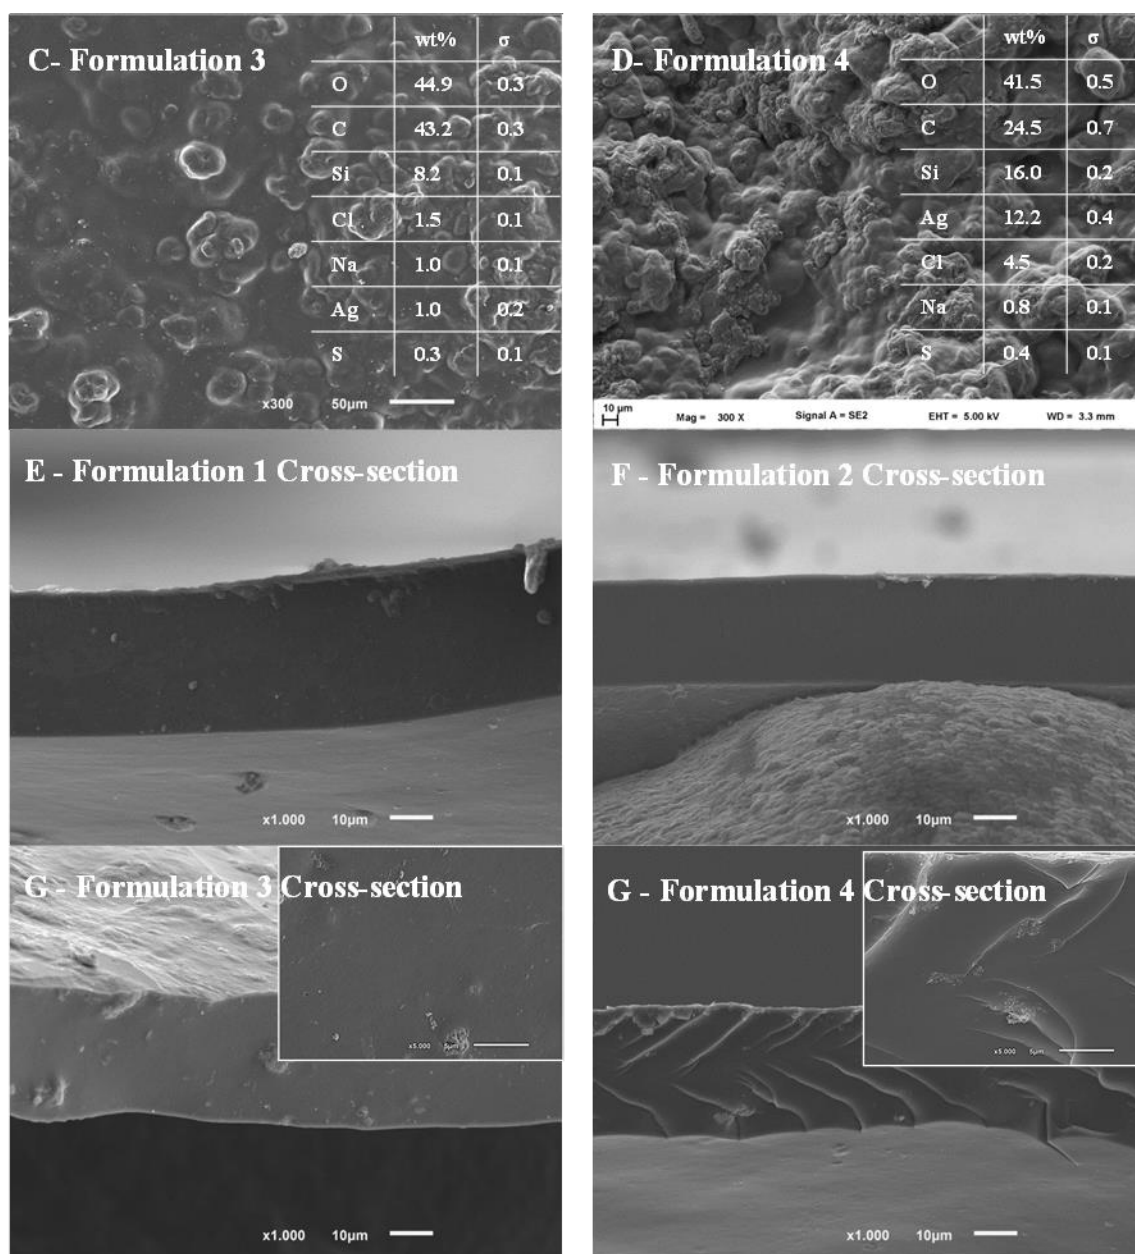 C- Formulation 3
wt% σ
O 44.9 0.3
C 43.2 0.3
Si 8.2 0.1
Cl 1.5 0.1
Na 1.0 0.1
Ag 1.0 0.2
S 0.3 0.1
x300 50μm
D- Formulation 4
wt% σ
O 41.5 0.5
C 24.5 0.7
Si 16.0 0.2
Ag 12.2 0.4
Cl 4.5 0.2
Na 0.8 0.1
S 0.4 0.1
10 μm Mag = 300 X Signal A = SE2 EHT = 5.00 kV WD = 3.3 mm
E - Formulation 1 Cross-section
x1.000 10μm
F - Formulation 2 Cross-section
x1.000 10μm
G - Formulation 3 Cross-section
x5.000 5μm
x1.000 10μm
G - Formulation 4 Cross-section
x5.000 5μm
x1.000 10μm